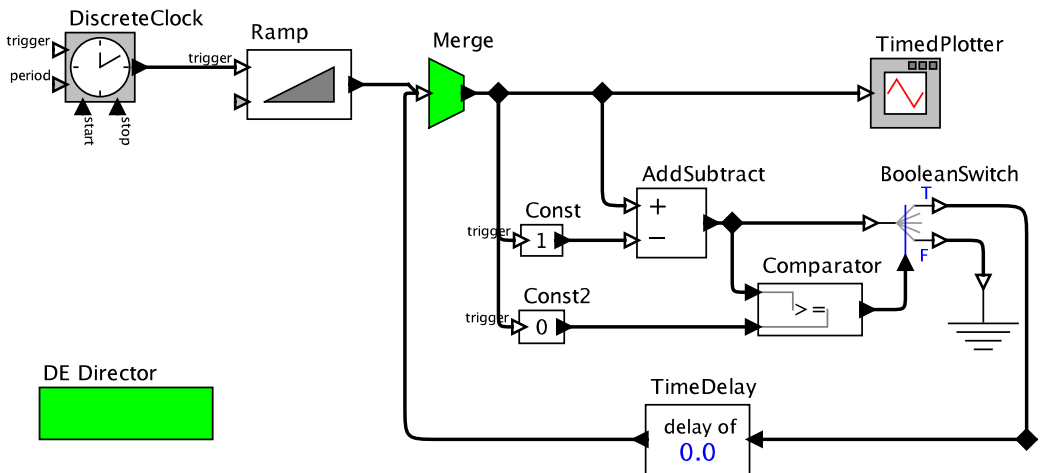 DiscreteClock
trigger
period
start
stop
Ramp
trigger
Merge
TimedPlotter
AddSubtract
+
−
BooleanSwitch
T
F
Const
trigger
1
Comparator
>=
Const2
trigger
0
DE Director
TimeDelay
delay of
0.0